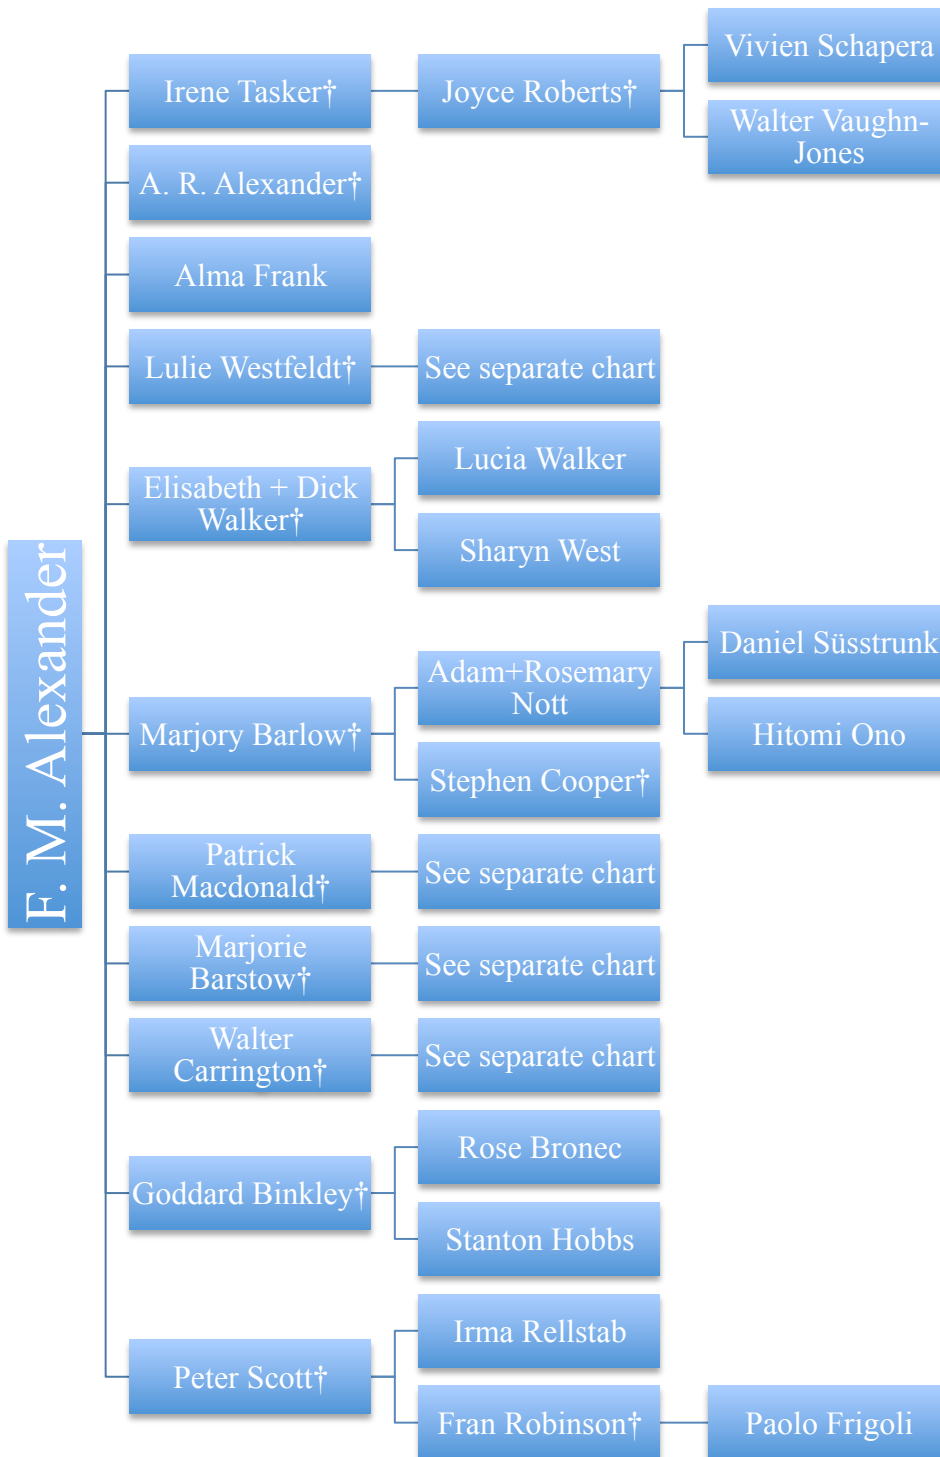 F. M. Alexander
Irene Tasker†
Joyce Roberts†
Vivien Schapera
Walter Vaughn-
Jones
A. R. Alexander†
Alma Frank
Lulie Westfeldt†
See separate chart
Elisabeth + Dick
Walker†
Lucia Walker
Sharyn West
Marjory Barlow†
Adam+Rosemary
Nott
Daniel Süsstrunk
Hitomi Ono
Stephen Cooper†
Patrick
Macdonald†
See separate chart
Marjorie
Barstow†
See separate chart
Walter
Carrington†
See separate chart
Goddard Binkley†
Rose Bronec
Stanton Hobbs
Peter Scott†
Irma Rellstab
Fran Robinson†
Paolo Frigoli